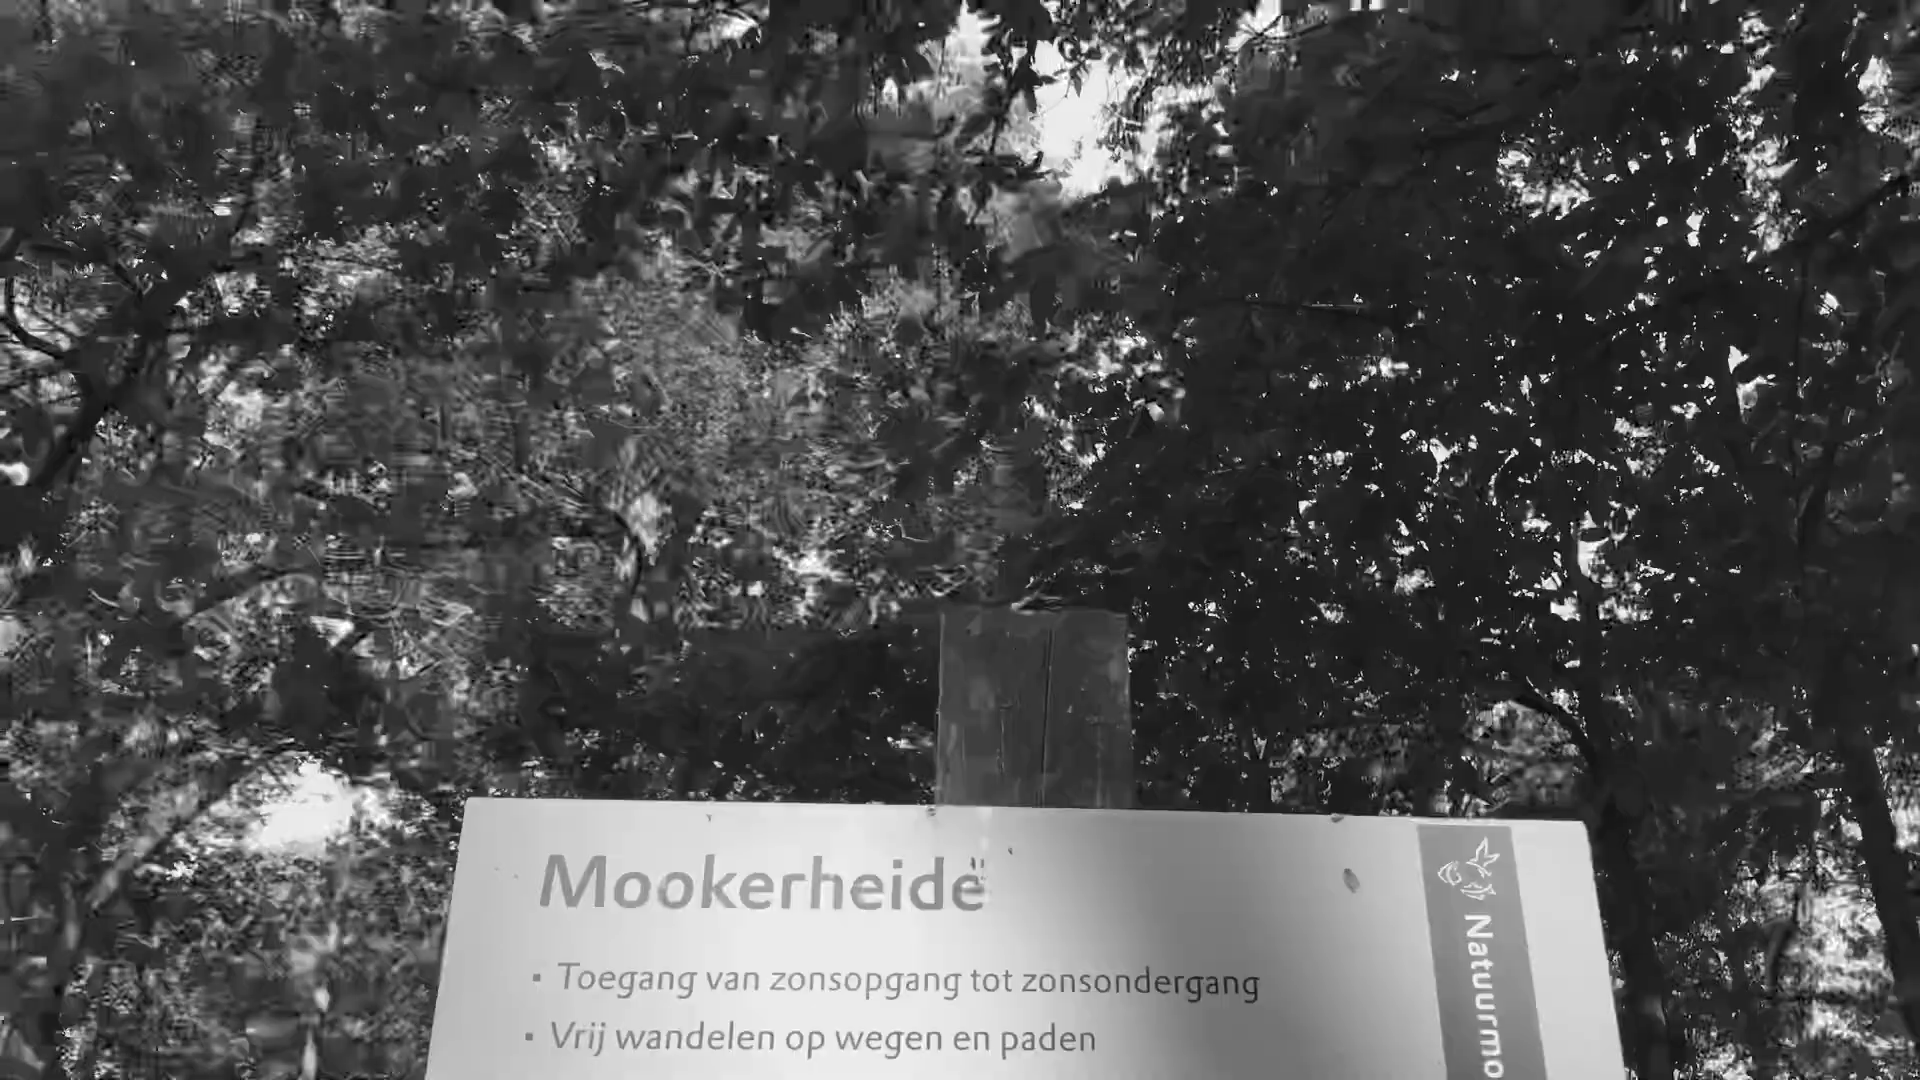 Mookerheide
▪ Toegang van zonsopgang tot zonsondergang
▪ Vrij wandelen op wegen en paden
Natuurmo